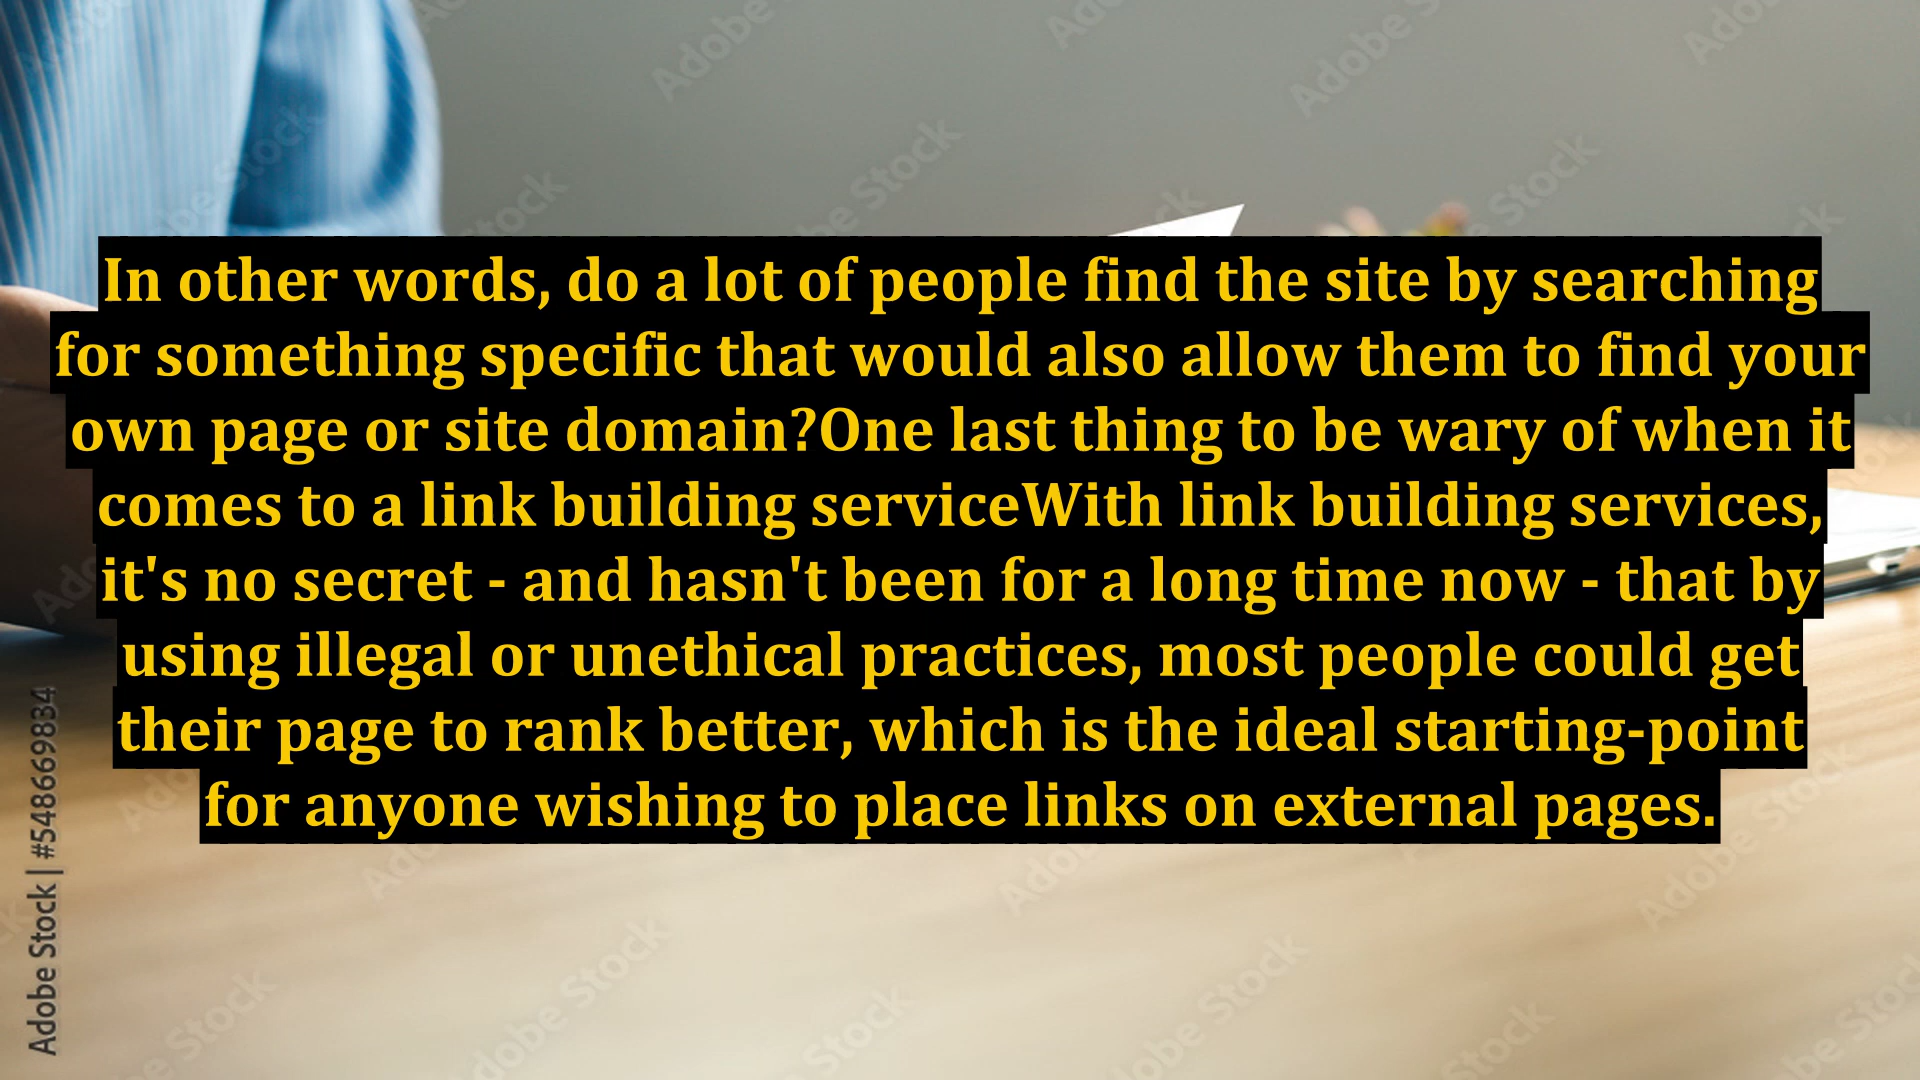 In other words, do a lot of people find the site by searching
for something specific that would also allow them to find your
own page or site domain?One last thing to be wary of when it
comes to a link building serviceWith link building services,
it's no secret - and hasn't been for a long time now - that by
using illegal or unethical practices, most people could get
their page to rank better, which is the ideal starting-point
for anyone wishing to place links on external pages.
Adobe Stock | #548669834
Adobe Stock